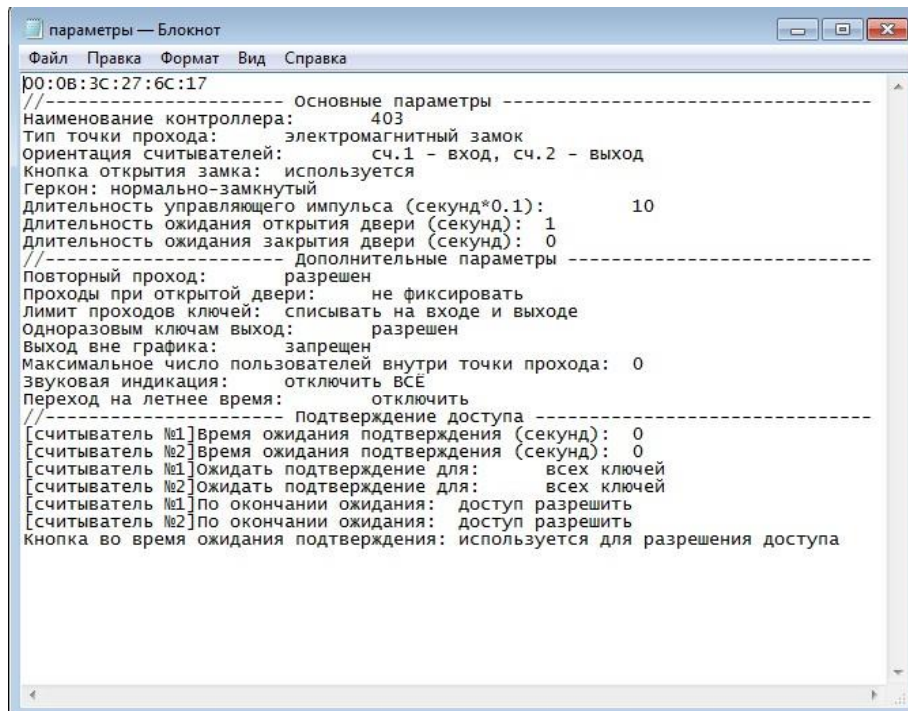 параметры — Блокнот
Файл Правка Формат Вид Справка
00:0B:3C:27:6C:17
//---------------------- Основные параметры ----------------------------------
Наименование контроллера: 403
Тип точки прохода: электромагнитный замок
Ориентация считывателей: сч.1 - вход, сч.2 - выход
Кнопка открытия замка: используется
Геркон: нормально-замкнутый
Длительность управляющего импульса (секунд*0.1): 10
Длительность ожидания открытия двери (секунд): 1
Длительность ожидания закрытия двери (секунд): 0
//---------------------- Дополнительные параметры ----------------------------
Повторный проход: разрешен
Проходы при открытой двери: не фиксировать
Лимит проходов ключей: списывать на входе и выходе
Одноразовым ключам выход: разрешен
Выход вне графика: запрещен
Максимальное число пользователей внутри точки прохода: 0
Звуковая индикация: отключить ВСЁ
Переход на летнее время: отключить
//---------------------- Подтверждение доступа -------------------------------
[считыватель №1]Время ожидания подтверждения (секунд): 0
[считыватель №2]Время ожидания подтверждения (секунд): 0
[считыватель №1]Ожидать подтверждение для: всех ключей
[считыватель №2]Ожидать подтверждение для: всех ключей
[считыватель №1]По окончании ожидания: доступ разрешить
[считыватель №2]По окончании ожидания: доступ разрешить
Кнопка во время ожидания подтверждения: используется для разрешения доступа